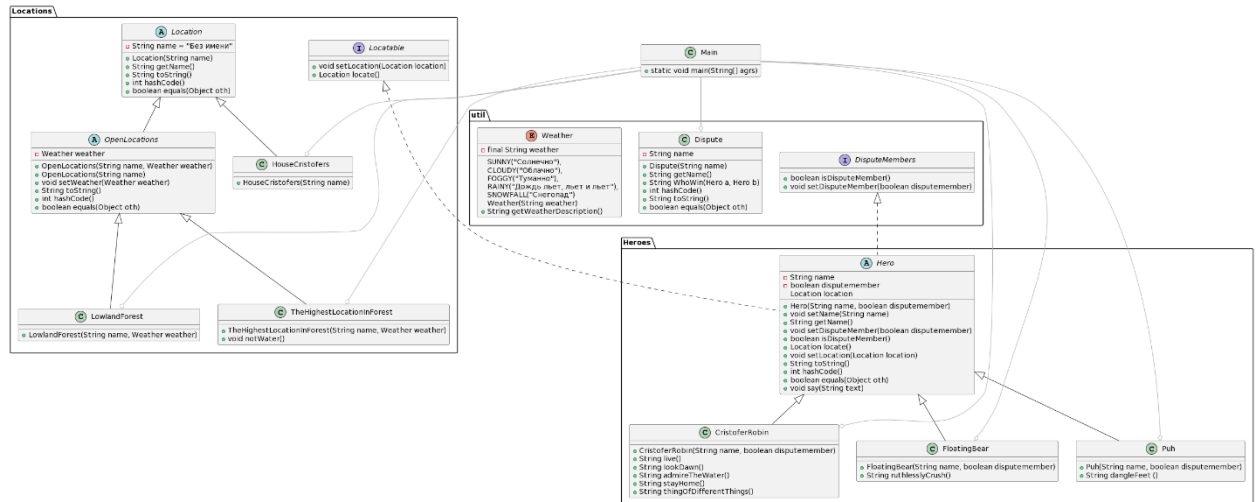 Locations
A Location
String name = "Без имени"
Location(String name)
String getName()
String toString()
int hashCode()
boolean equals(Object oth)
I Locatable
void setLocation(Location location)
Location locate()
A OpenLocations
Weather weather
OpenLocations(String name, Weather weather)
OpenLocations(String name)
void setWeather(Weather weather)
String toString()
int hashCode()
boolean equals(Object oth)
C HouseCristofers
HouseCristofers(String name)
C LowlandForest
LowlandForest(String name, Weather weather)
C TheHighestLocationInForest
TheHighestLocationInForest(String name, Weather weather)
void notWater()
C Main
static void main(String[] agrs)
util
E Weather
final String weather
SUNNY("Солнечно"),
CLOUDY("Облачно"),
FOGGY("Туманно"),
RAINY("Дождь льет, льет и льет"),
SNOWFALL("Снегопад")
Weather(String weather)
String getWeatherDescription()
C Dispute
String name
Dispute(String name)
String getName()
String WhoWin(Hero a, Hero b)
int hashCode()
String toString()
boolean equals(Object oth)
I DisputeMembers
boolean isDisputeMember()
void setDisputeMember(boolean disputemember)
Heroes
A Hero
String name
boolean disputemember
Location location
Hero(String name, boolean disputemember)
void setName(String name)
String getName()
void setDisputeMember(boolean disputemember)
boolean isDisputeMember()
Location locate()
void setLocation(Location location)
String toString()
int hashCode()
boolean equals(Object oth)
void say(String text)
C CristoferRobin
CristoferRobin(String name, boolean disputemember)
String live()
String lookDawn()
String admireTheWater()
String stayHome()
String thingOfDifferentThings()
C FloatingBear
FloatingBear(String name, boolean disputemember)
String ruthlesslyCrush()
C Puh
Puh(String name, boolean disputemember)
String dangleFeet ()